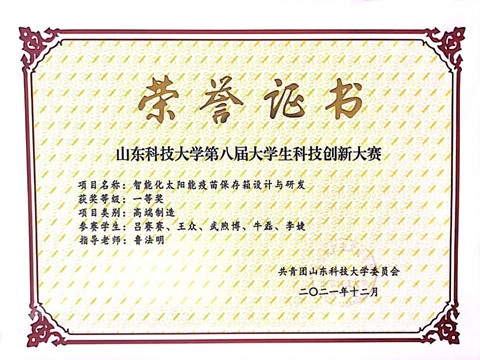 荣誉证书
山东科技大学第八届大学生科技创新大赛
项目名称：智能化太阳能疫苗保存箱设计与研发
获奖等级：一等奖
项目类别：高端制造
参赛学生：吕赛赛、王众、武煦博、牛磊、李婕
指导老师：鲁法明
共青团山东科技大学委员会
二〇二一年十二月